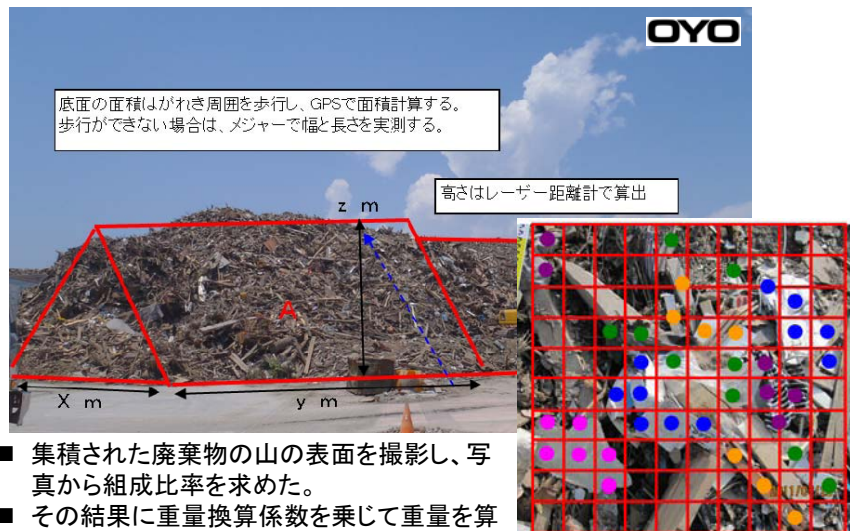 OYO
底面の面積はがれき周囲を歩行し、GPSで面積計算する。
歩行ができない場合は、メジャーで幅と長さを実測する。
高さはレーザー距離計で算出
z m
A
X m
y m
■ 集積された廃棄物の山の表面を撮影し、写
真から組成比率を求めた。
■ その結果に重量換算係数を乗じて重量を算